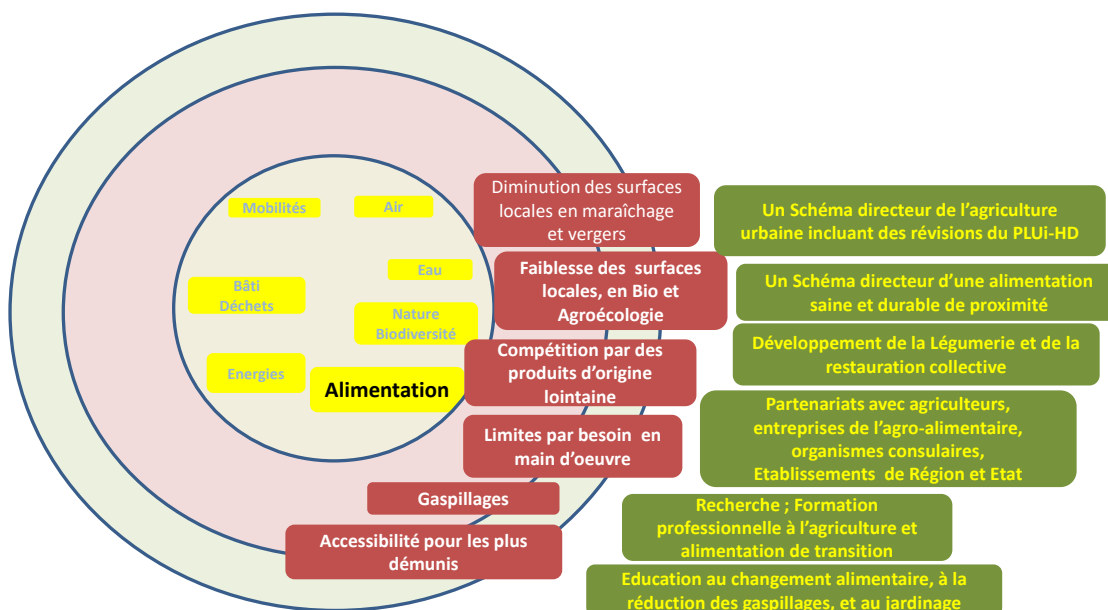 Mobilités
Air
Eau
Bâti
Déchets
Nature
Biodiversité
Energies
Alimentation
Diminution des surfaces
locales en maraîchage
et vergers
Faiblesse des surfaces
locales, en Bio et
Agroécologie
Compétition par des
produits d’origine
lointaine
Limites par besoin en
main d’oeuvre
Gaspillages
Accessibilité pour les plus
démunis
Un Schéma directeur de l’agriculture
urbaine incluant des révisions du PLUi-HD
Un Schéma directeur d’une alimentation
saine et durable de proximité
Développement de la Légumerie et de la
restauration collective
Partenariats avec agriculteurs,
entreprises de l’agro-alimentaire,
organismes consulaires,
Etablissements de Région et Etat
Recherche ; Formation
professionnelle à l’agriculture et
alimentation de transition
Education au changement alimentaire, à la
réduction des gaspillages, et au jardinage